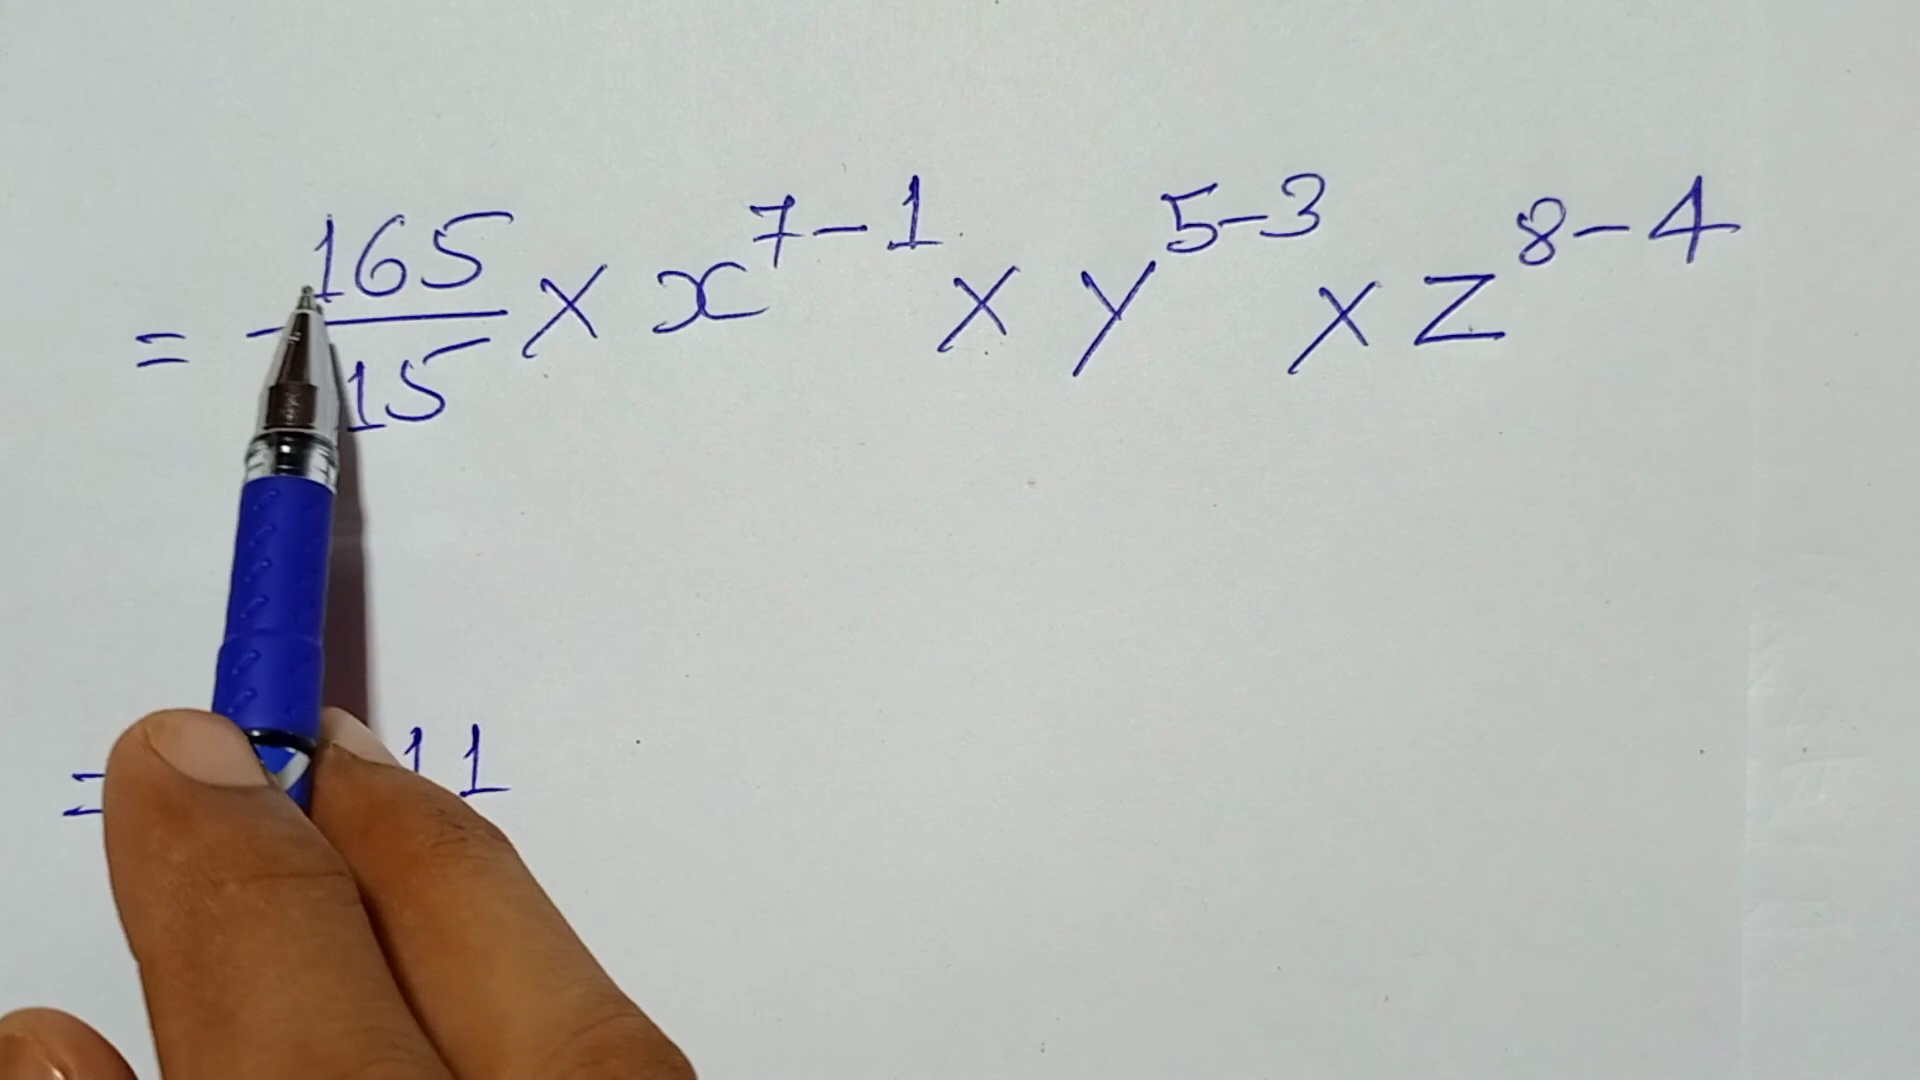 = 165/15 × x^{7-1} × y^{5-3} × z^{8-4}
= 11